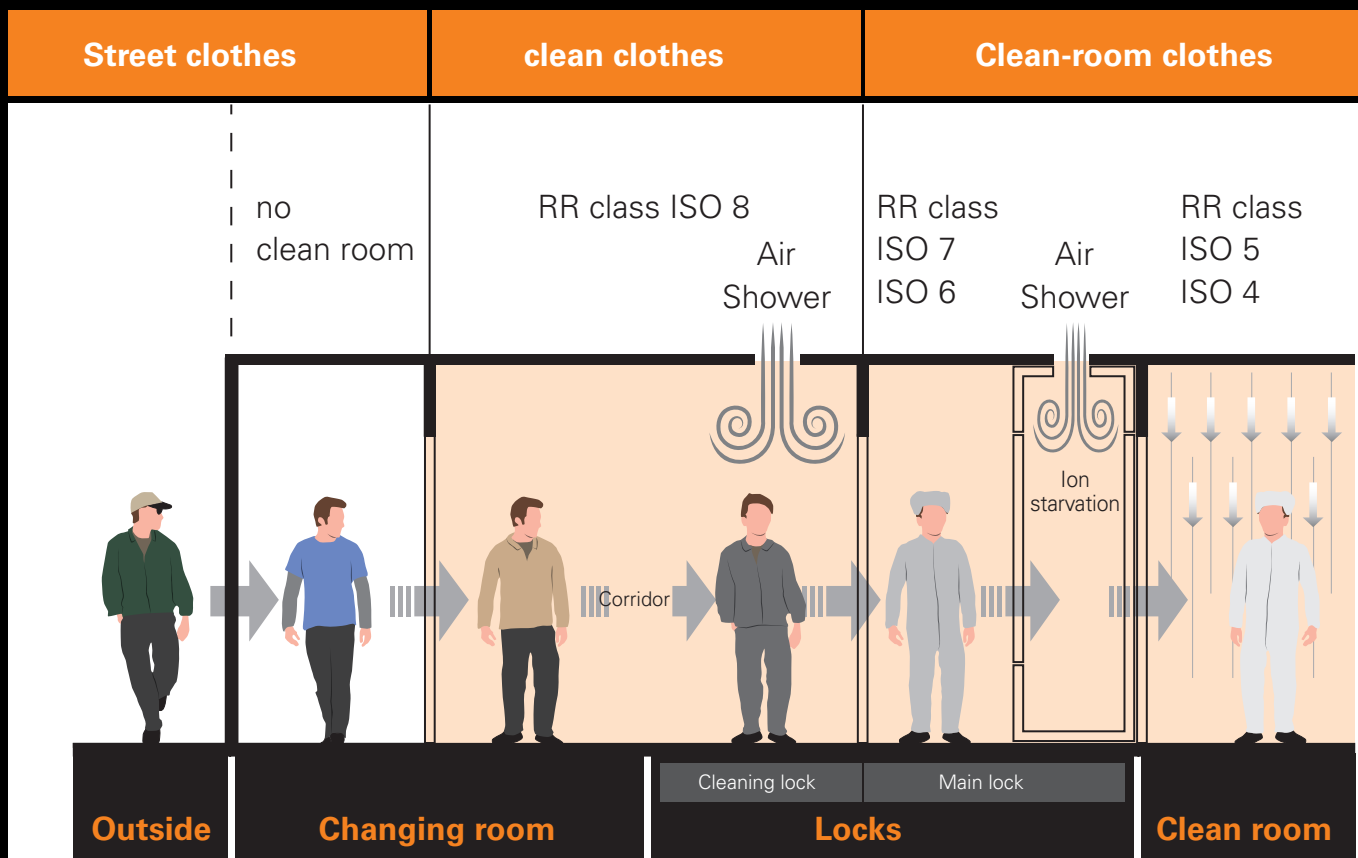 Street clothes
clean clothes
Clean-room clothes
no
clean room
RR class ISO 8
Air
Shower
RR class
ISO 7
ISO 6
Air
Shower
RR class
ISO 5
ISO 4
Ion
starvation
Corridor
Cleaning lock
Main lock
Outside
Changing room
Locks
Clean room